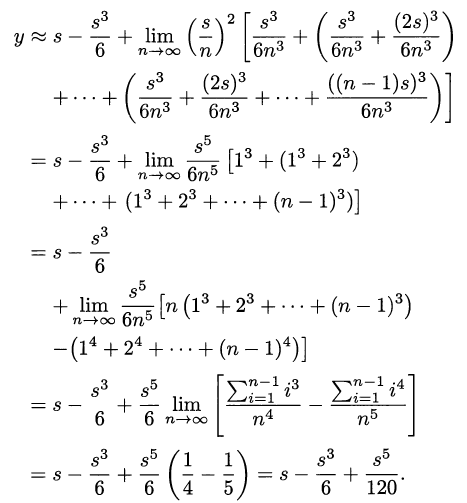 y ≈ s − s³/6 + lim_{n→∞} (s/n)² [ s³/6n³ + ( s³/6n³ + (2s)³/6n³ )
+ ··· + ( s³/6n³ + (2s)³/6n³ + ··· + ((n − 1)s)³/6n³ ) ]
= s − s³/6 + lim_{n→∞} s⁵/6n⁵ [1³ + (1³ + 2³)
+ ··· + (1³ + 2³ + ··· + (n − 1)³)]
= s − s³/6
+ lim_{n→∞} s⁵/6n⁵ [n (1³ + 2³ + ··· + (n − 1)³)
−(1⁴ + 2⁴ + ··· + (n − 1)⁴)]
= s − s³/6 + s⁵/6 lim_{n→∞} [ ∑_{i=1}^{n−1} i³/n⁴ − ∑_{i=1}^{n−1} i⁴/n⁵ ]
= s − s³/6 + s⁵/6 ( 1/4 − 1/5 ) = s − s³/6 + s⁵/120.